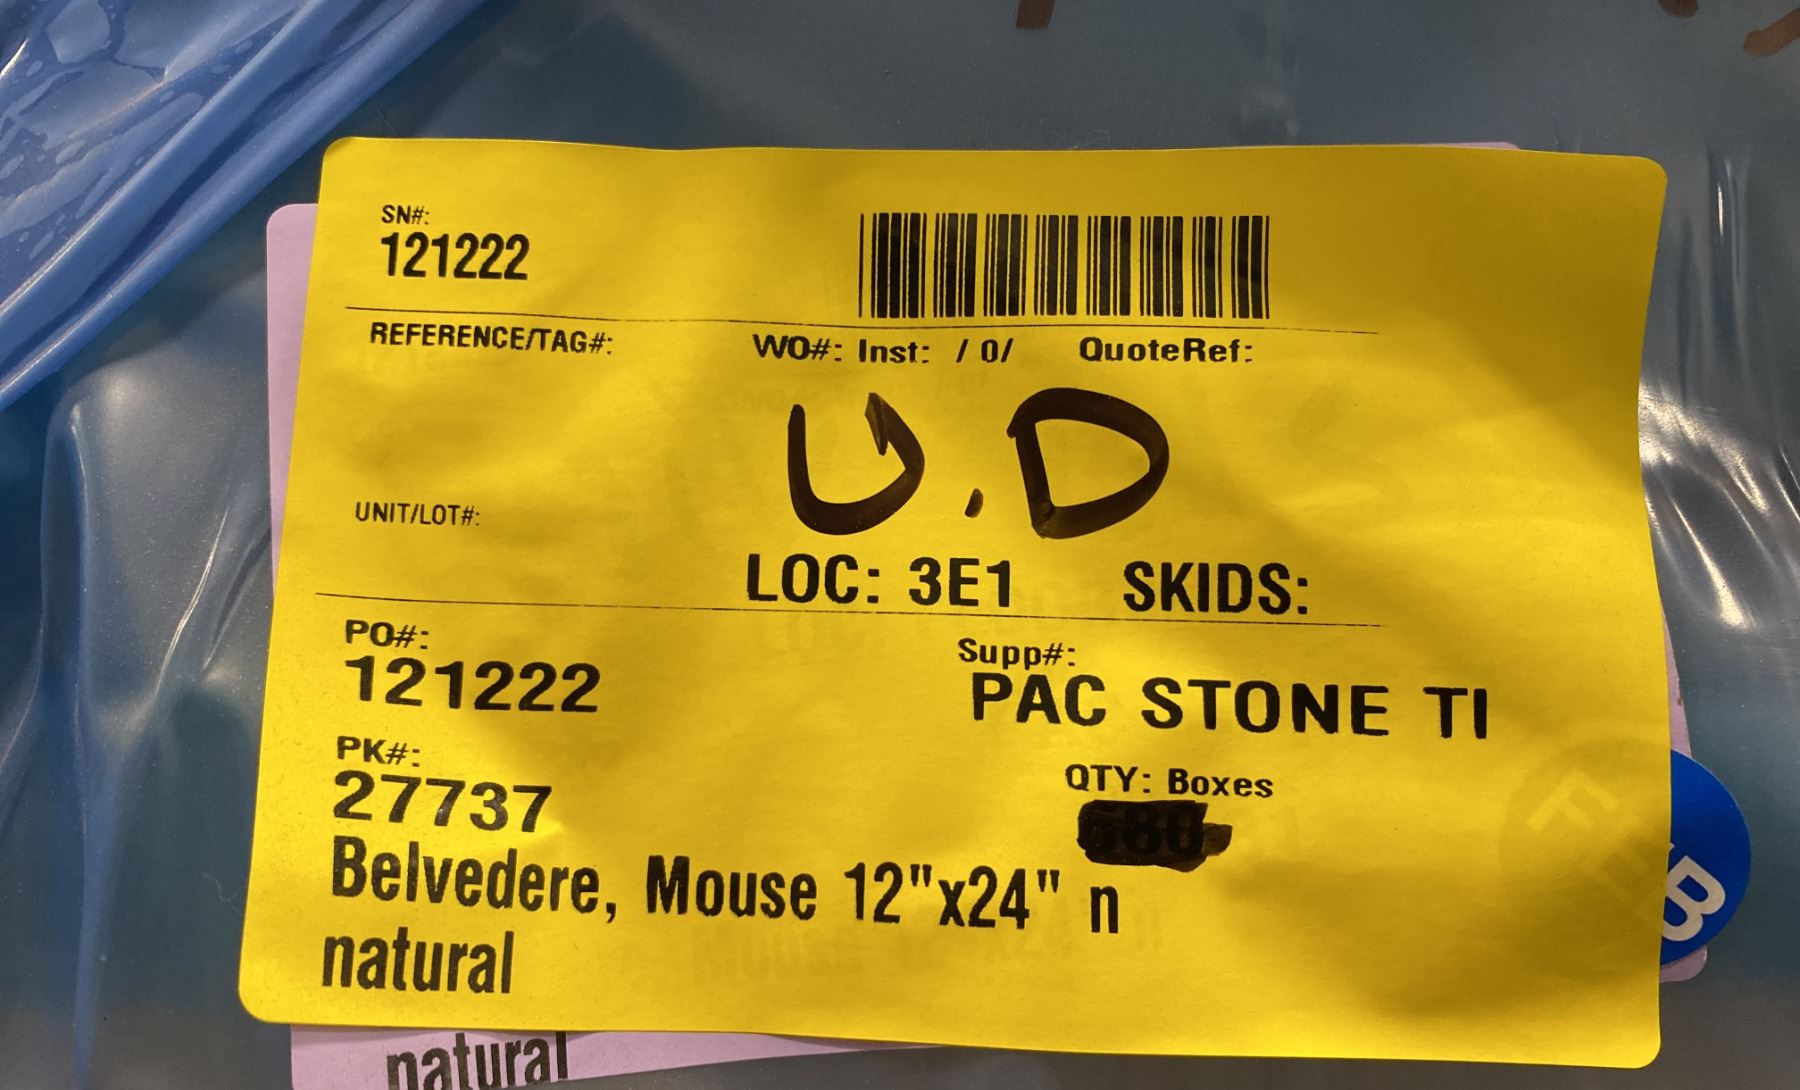 SN#:
121222
REFERENCE/TAG#:
WO#: Inst: / 0/ QuoteRef:
U.D
UNIT/LOT#:
LOC: 3E1 SKIDS:
PO#:
121222
Supp#:
PAC STONE TI
PK#:
27737
QTY: Boxes
Belvedere, Mouse 12"x24" n
natural
FEB
natural